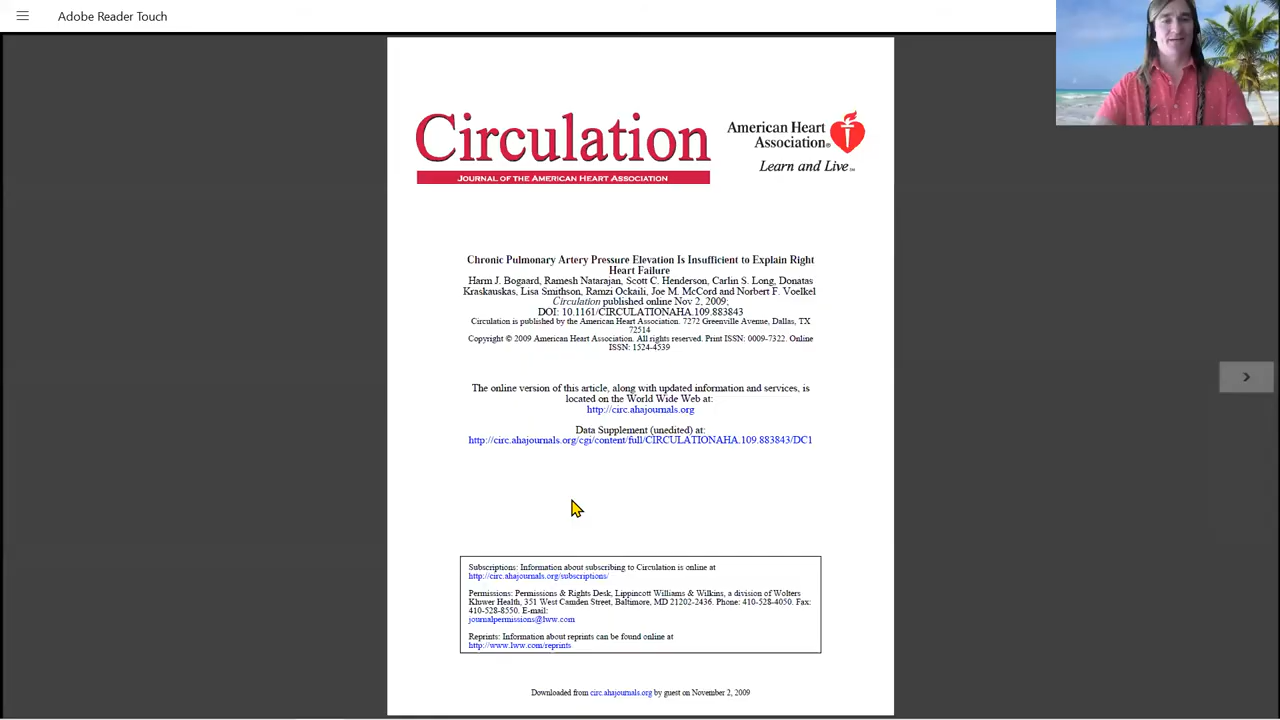 Adobe Reader Touch
Circulation
JOURNAL OF THE AMERICAN HEART ASSOCIATION
American Heart
Association®
Learn and Live℠
Chronic Pulmonary Artery Pressure Elevation Is Insufficient to Explain Right
Heart Failure
Harm J. Bogaard, Ramesh Natarajan, Scott C. Henderson, Carlin S. Long, Donatas
Kraskauskas, Lisa Smithson, Ramzi Ockaili, Joe M. McCord and Norbert F. Voelkel
Circulation published online Nov 2, 2009;
DOI: 10.1161/CIRCULATIONAHA.109.883843
Circulation is published by the American Heart Association. 7272 Greenville Avenue, Dallas, TX
72514
Copyright © 2009 American Heart Association. All rights reserved. Print ISSN: 0009-7322. Online
ISSN: 1524-4539
The online version of this article, along with updated information and services, is
located on the World Wide Web at:
http://circ.ahajournals.org
Data Supplement (unedited) at:
http://circ.ahajournals.org/cgi/content/full/CIRCULATIONAHA.109.883843/DC1
Subscriptions: Information about subscribing to Circulation is online at
http://circ.ahajournals.org/subscriptions/
Permissions: Permissions & Rights Desk, Lippincott Williams & Wilkins, a division of Wolters
Kluwer Health, 351 West Camden Street, Baltimore, MD 21202-2436. Phone: 410-528-4050. Fax:
410-528-8550. E-mail:
journalpermissions@lww.com
Reprints: Information about reprints can be found online at
http://www.lww.com/reprints
Downloaded from circ.ahajournals.org by guest on November 2, 2009